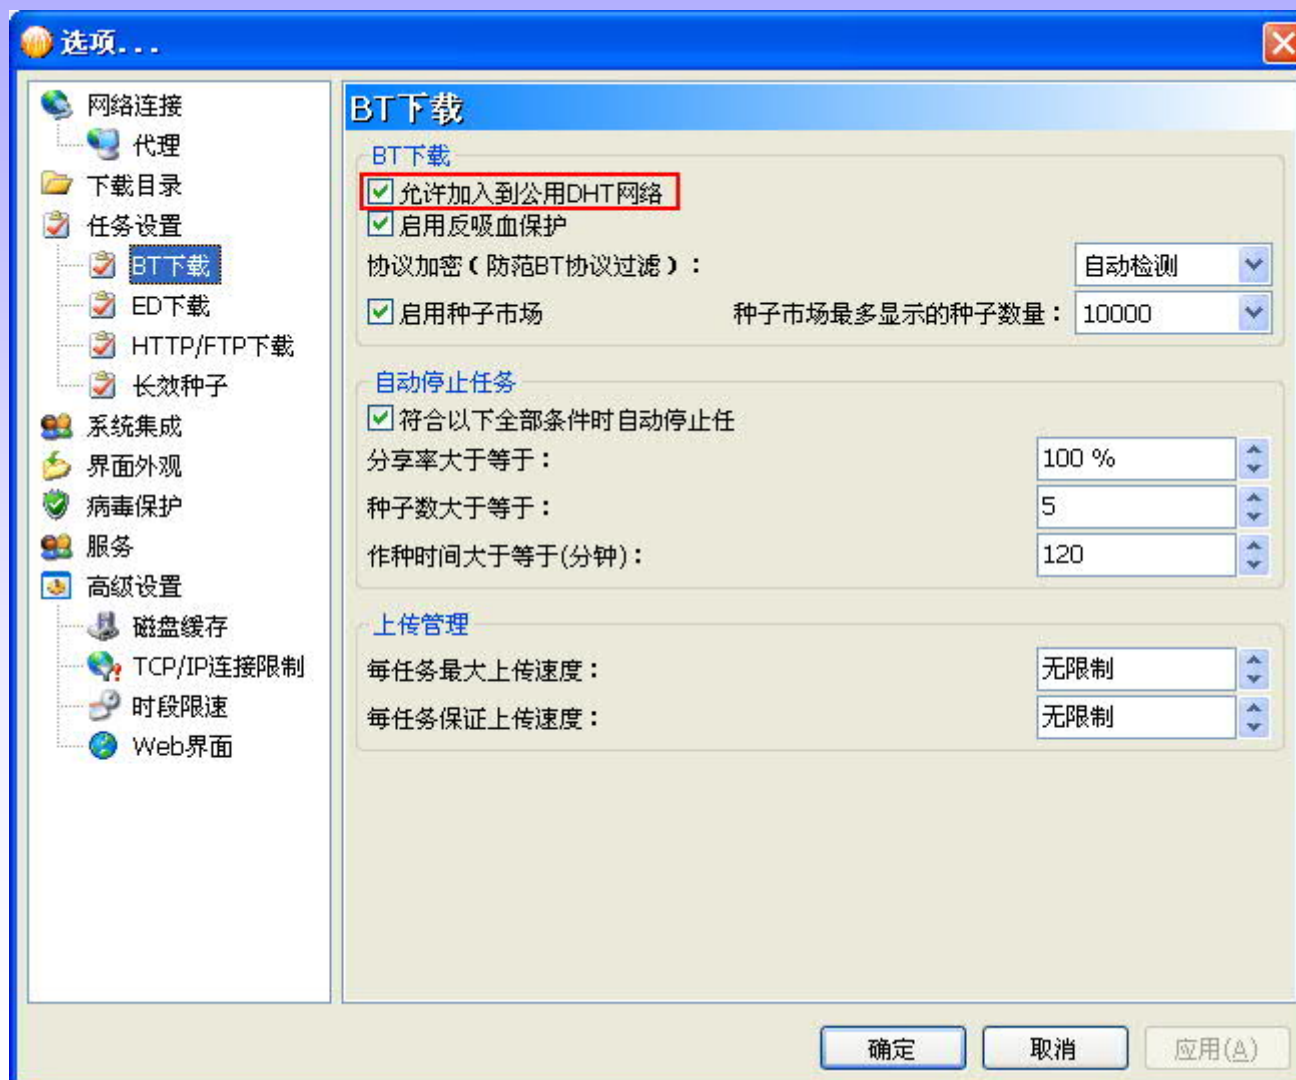 选项...
网络连接
代理
下载目录
任务设置
BT下载
ED下载
HTTP/FTP下载
长效种子
系统集成
界面外观
病毒保护
服务
高级设置
磁盘缓存
TCP/IP连接限制
时段限速
Web界面
BT下载
BT下载
允许加入到公用DHT网络
启用反吸血保护
协议加密(防范BT协议过滤): 自动检测
启用种子市场 种子市场最多显示的种子数量: 10000
自动停止任务
符合以下全部条件时自动停止任
分享率大于等于: 100 %
种子数大于等于: 5
作种时间大于等于(分钟): 120
上传管理
每任务最大上传速度: 无限制
每任务保证上传速度: 无限制
确定 取消 应用(A)